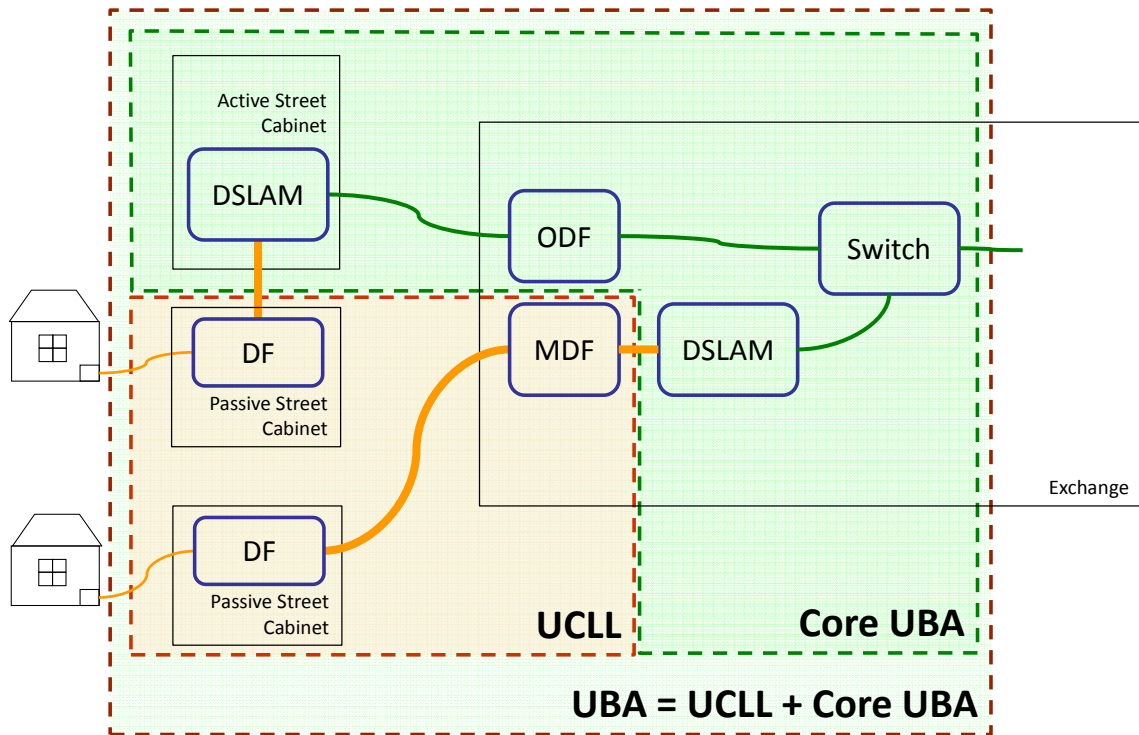 Active Street
Cabinet
DSLAM
ODF
Switch
DF
MDF
DSLAM
Passive Street
Cabinet
Exchange
DF
Passive Street
Cabinet
UCLL
Core UBA
UBA = UCLL + Core UBA